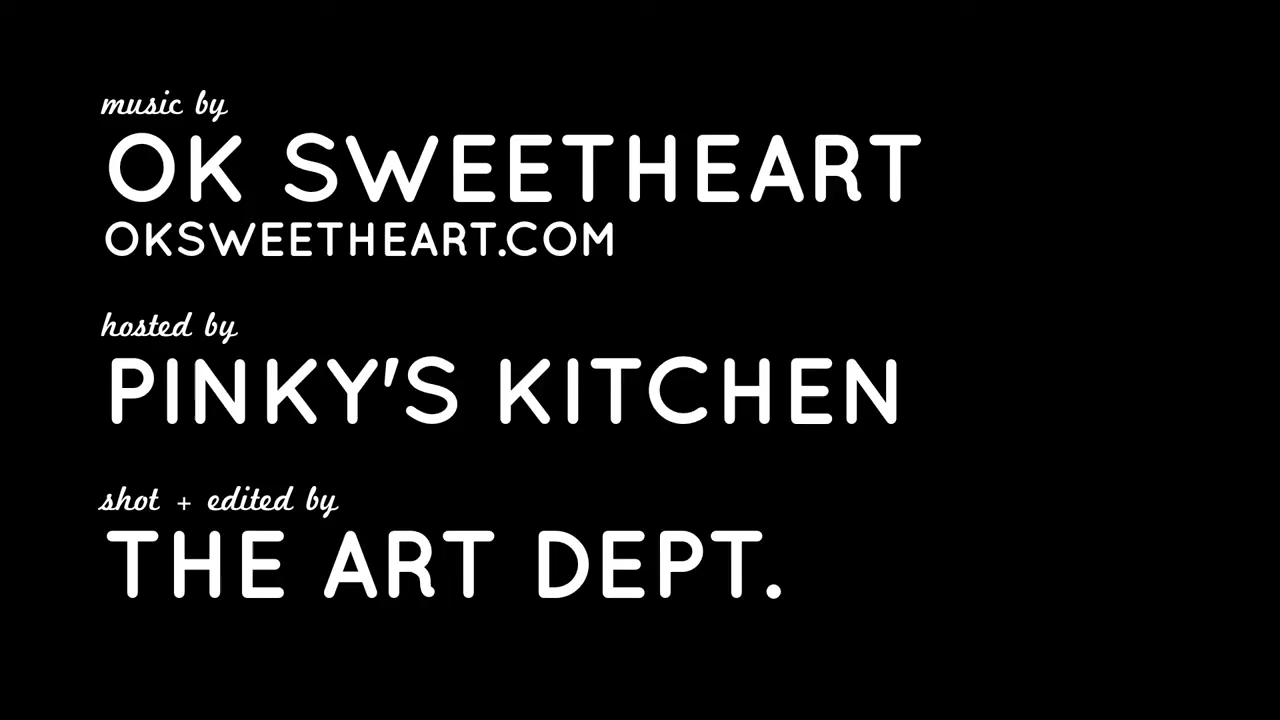 music by
OK SWEETHEART
OKSWEETHEART.COM
hosted by
PINKY'S KITCHEN
shot + edited by
THE ART DEPT.